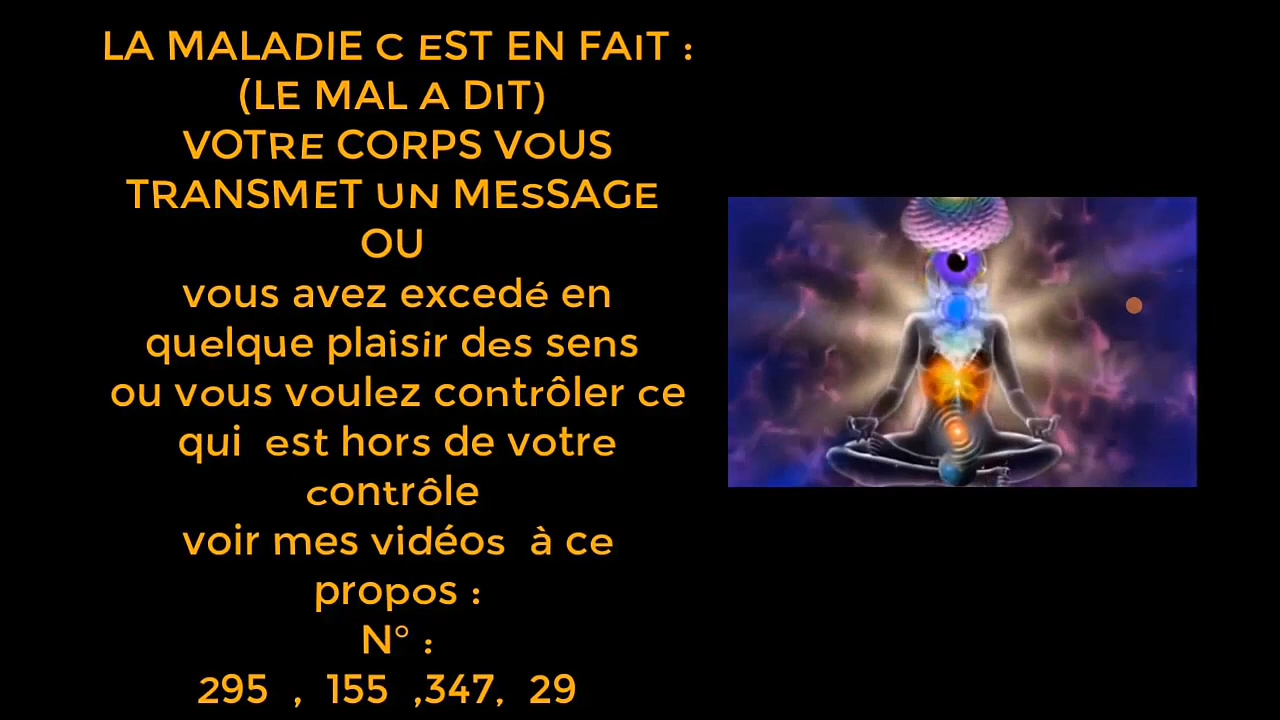 LA MALADIE C EST EN FAIT :
(LE MAL A DIT)
VOTRE CORPS VOUS
TRANSMET UN MESSAGE
OU
vous avez excedé en
quelque plaisir des sens
ou vous voulez contrôler ce
qui est hors de votre
contrôle
voir mes vidéos à ce
propos :
N° :
295 , 155 ,347, 29